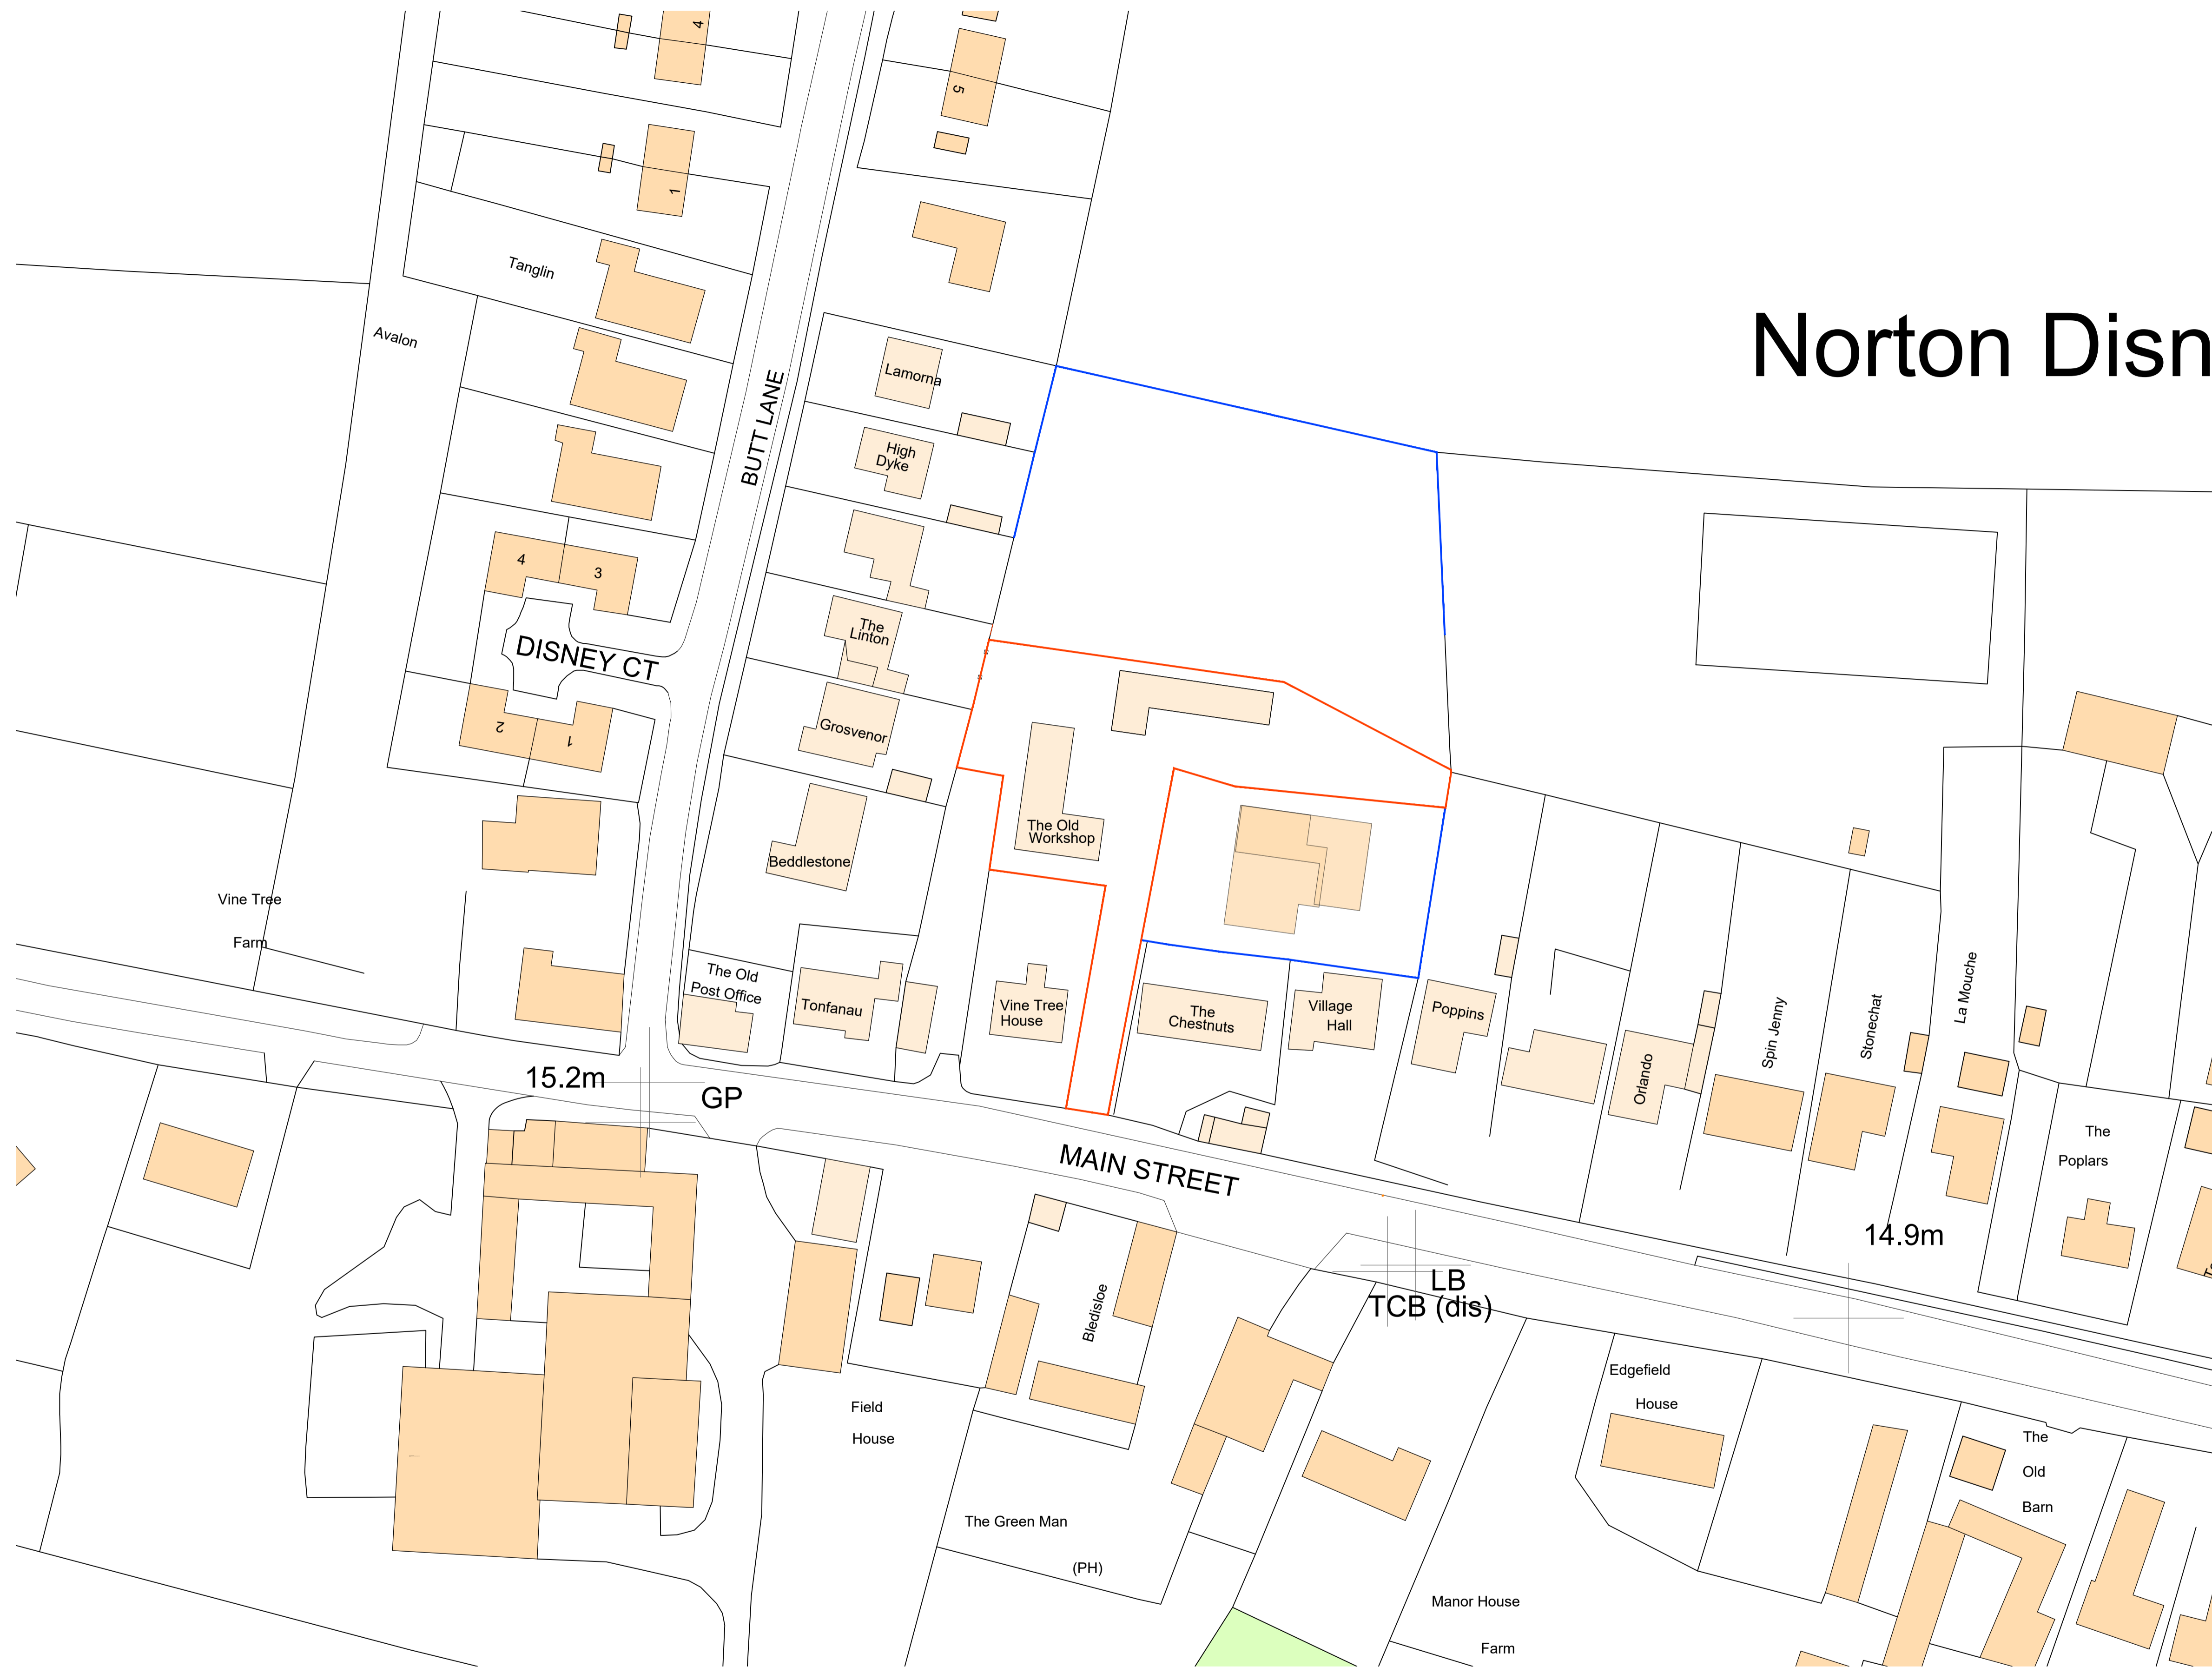 4
5
1
Tanglin
Avalon
Norton Disn
Lamorna
BUTT LANE
High
Dyke
4
3
The
Linton
DISNEY CT
2
1
Grosvenor
The Old
Workshop
Beddlestone
Vine Tree
Farm
The Old
Post Office
Tonfanau
Vine Tree
House
The
Chestnuts
Village
Hall
Poppins
Orlando
Spin Jenny
Stonechat
La Mouche
15.2m
GP
The
Poplars
MAIN STREET
14.9m
LB
TCB (dis)
Bledisloe
Edgefield
House
Field
House
The
Old
Barn
The Green Man
(PH)
Manor House
Farm